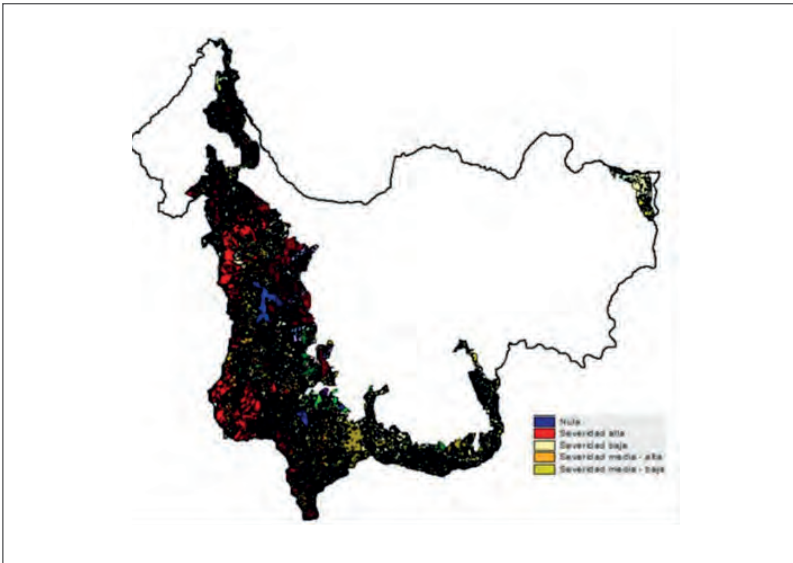 Nula
Severidad alta
Severidad baja
Severidad media - alta
Severidad media - baja